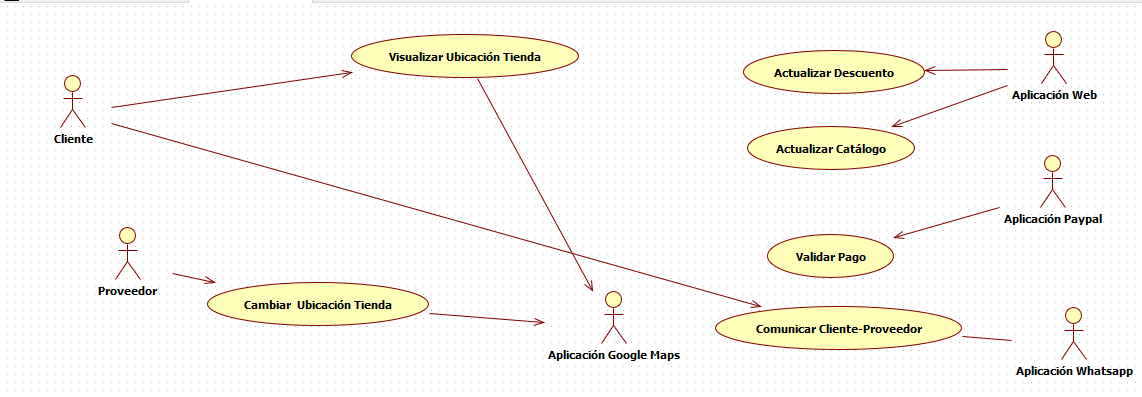 Visualizar Ubicación Tienda
Actualizar Descuento
Aplicación Web
Cliente
Actualizar Catálogo
Aplicación Paypal
Validar Pago
Proveedor
Cambiar Ubicación Tienda
Comunicar Cliente-Proveedor
Aplicación Google Maps
Aplicación Whatsapp